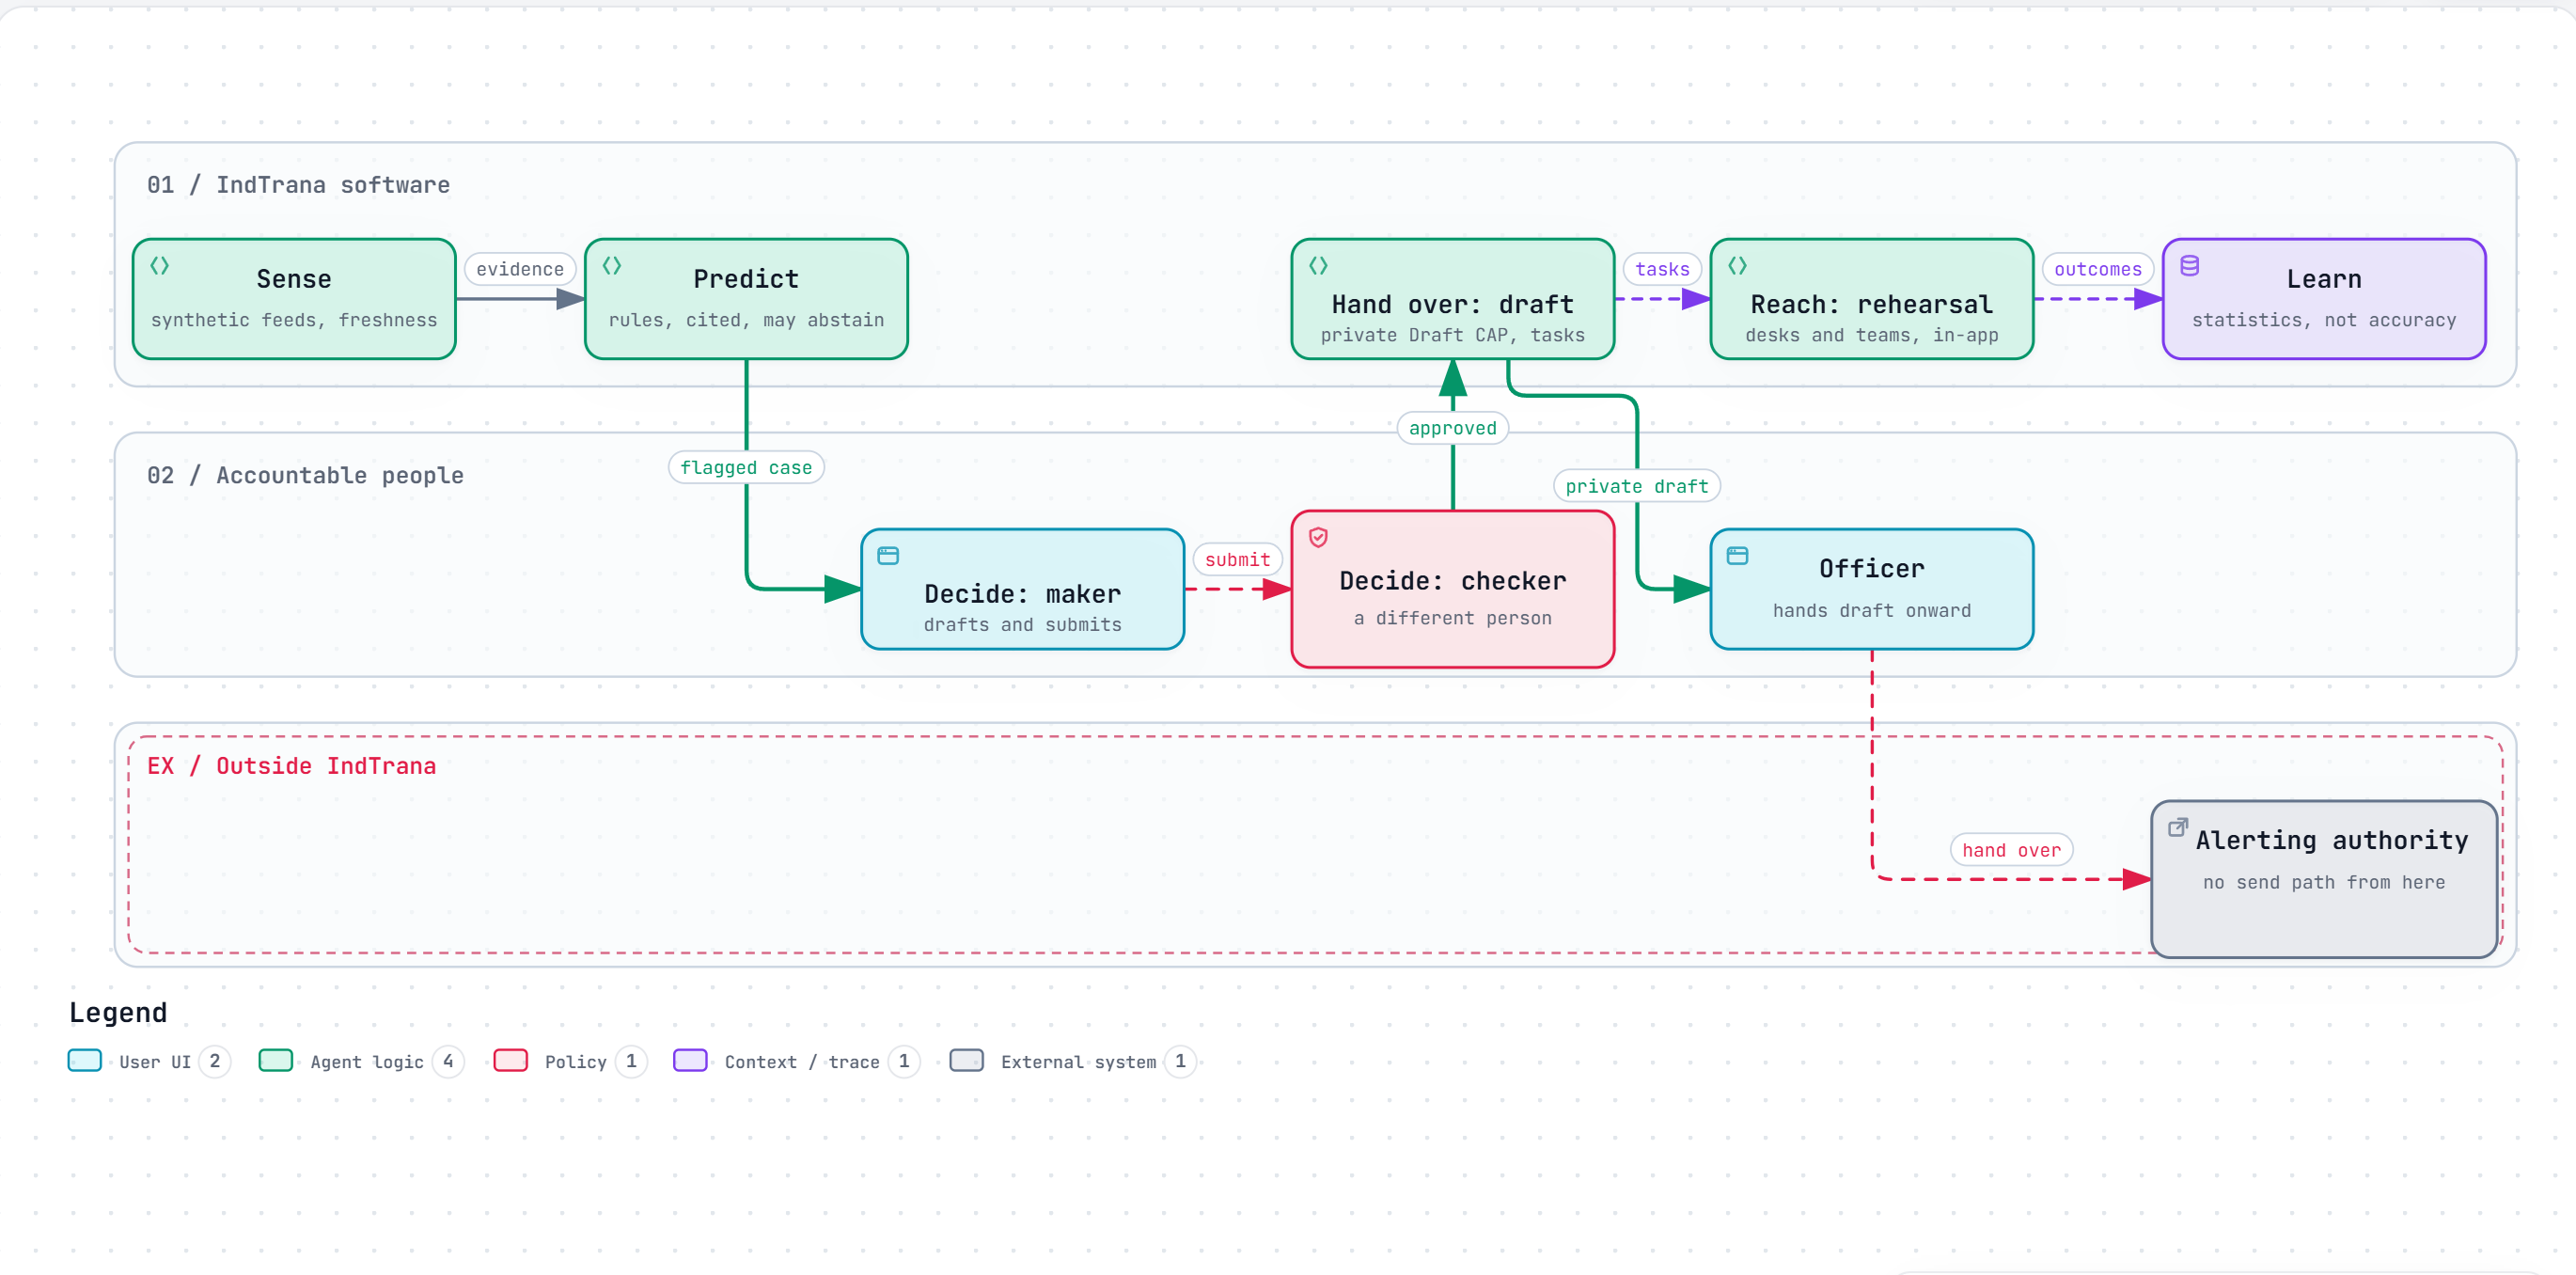 01 / IndTrana software
Sense
synthetic feeds, freshness
evidence
Predict
rules, cited, may abstain
Hand over: draft
private Draft CAP, tasks
tasks
Reach: rehearsal
desks and teams, in-app
outcomes
Learn
statistics, not accuracy
approved
02 / Accountable people
flagged case
private draft
Decide: maker
drafts and submits
submit
Decide: checker
a different person
Officer
hands draft onward
EX / Outside IndTrana
hand over
Alerting authority
no send path from here
Legend
User UI 2
Agent logic 4
Policy 1
Context / trace 1
External system 1